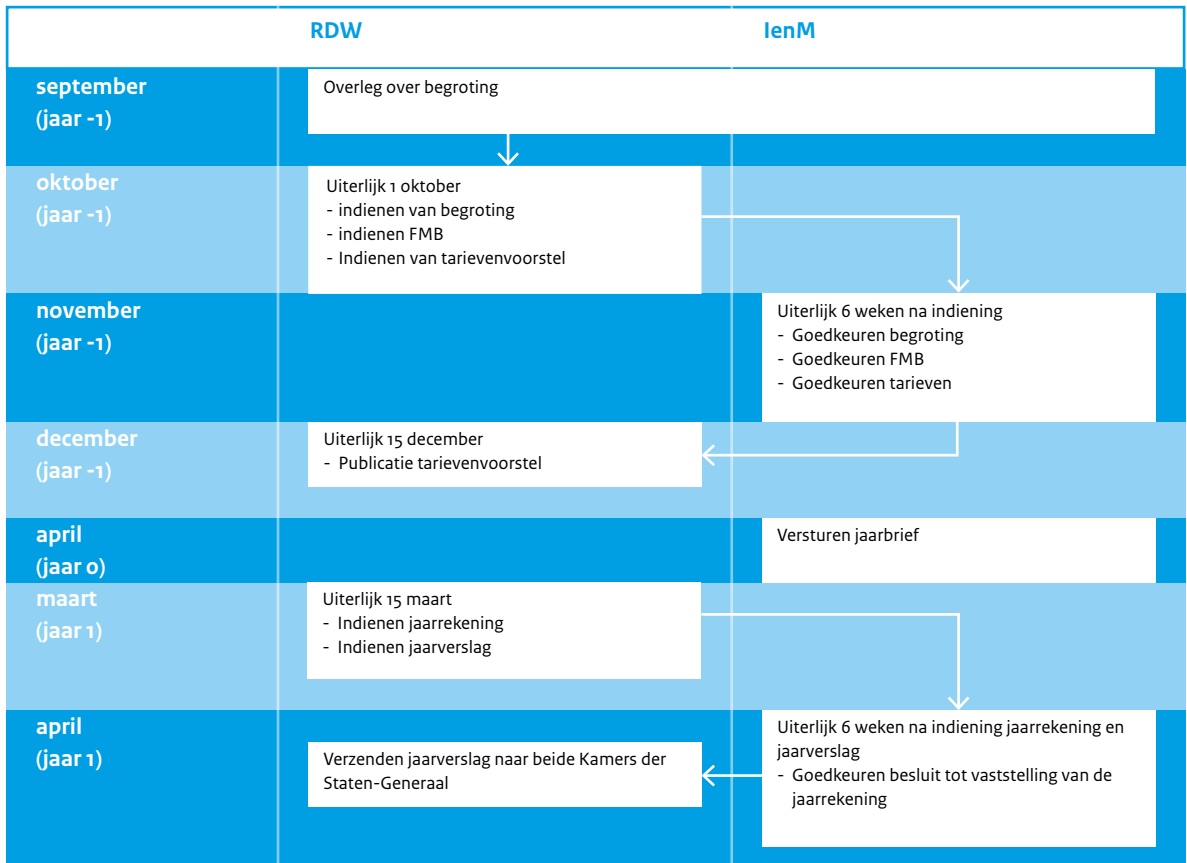 RDW
IenM
september
(jaar -1)
Overleg over begroting
oktober
(jaar -1)
Uiterlijk 1 oktober
- indienen van begroting
- indienen FMB
- Indienen van tarievenvoorstel
november
(jaar -1)
Uiterlijk 6 weken na indiening
- Goedkeuren begroting
- Goedkeuren FMB
- Goedkeuren tarieven
december
(jaar -1)
Uiterlijk 15 december
- Publicatie tarievenvoorstel
april
(jaar 0)
Versturen jaarbrief
maart
(jaar 1)
Uiterlijk 15 maart
- Indienen jaarrekening
- Indienen jaarverslag
april
(jaar 1)
Verzenden jaarverslag naar beide Kamers der
Staten-Generaal
Uiterlijk 6 weken na indiening jaarrekening en
jaarverslag
- Goedkeuren besluit tot vaststelling van de
jaarrekening